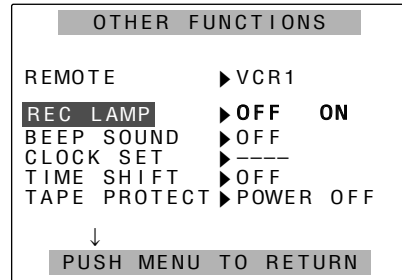 OTHER FUNCTIONS
REMOTE ▶VCR1
REC LAMP ▶OFF ON
BEEP SOUND ▶OFF
CLOCK SET ▶----
TIME SHIFT ▶OFF
TAPE PROTECT▶POWER OFF
↓
PUSH MENU TO RETURN